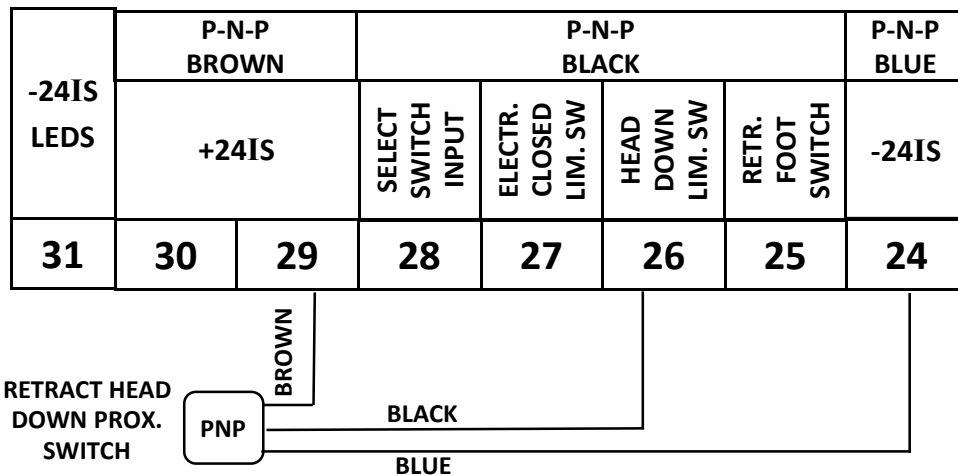 -24IS
LEDS
P-N-P
BROWN
P-N-P
BLACK
P-N-P
BLUE
+24IS
SELECT
SWITCH
INPUT
ELECTR.
CLOSED
LIM. SW
HEAD
DOWN
LIM. SW
RETR.
FOOT
SWITCH
-24IS
31
30
29
28
27
26
25
24
BROWN
RETRACT HEAD
DOWN PROX.
SWITCH
PNP
BLACK
BLUE